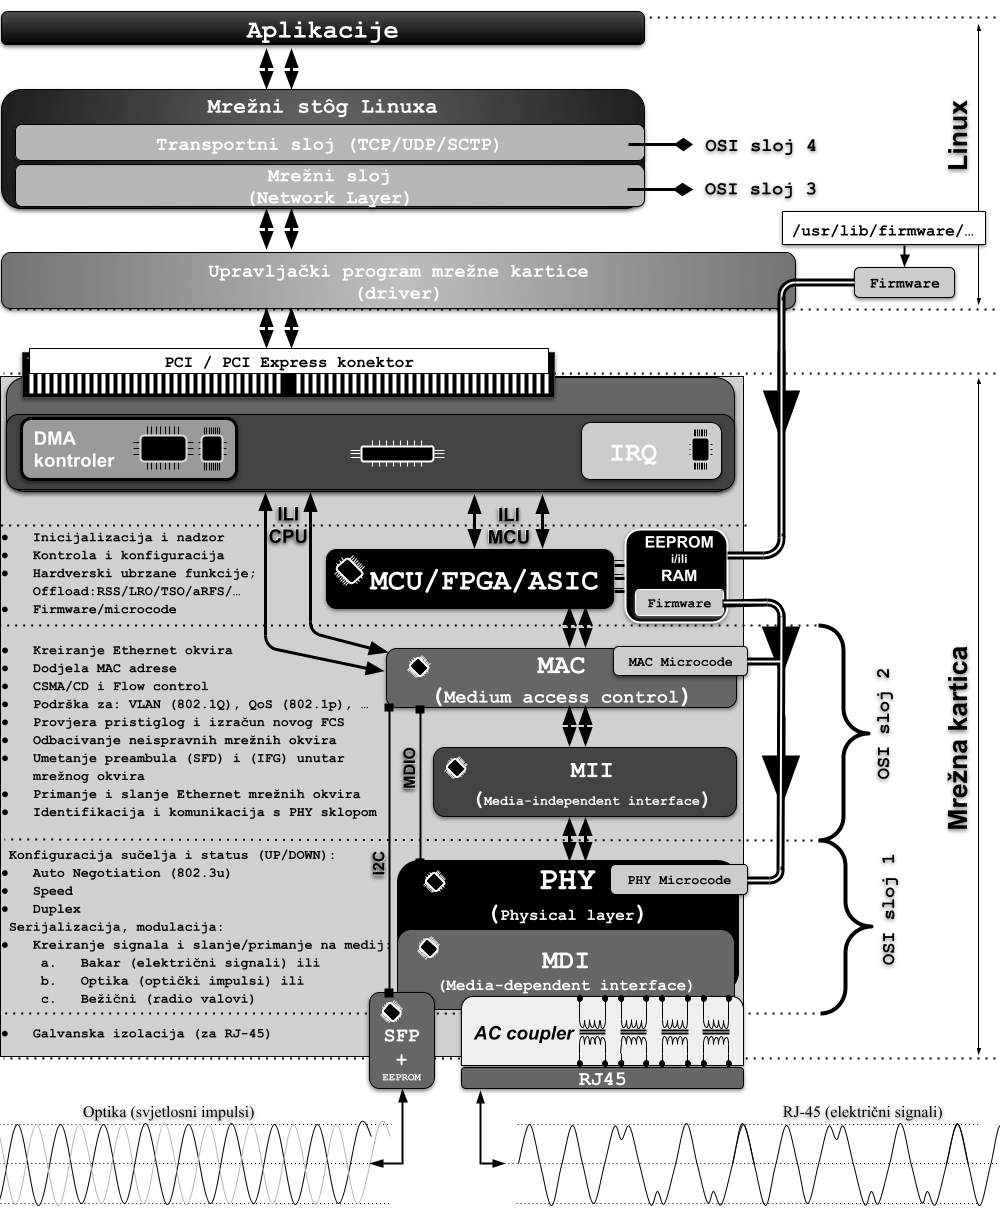 Aplikacije
Mrežni stôg Linuxa
Transportni sloj (TCP/UDP/SCTP)
OSI sloj 4
Mrežni sloj
(Network Layer)
OSI sloj 3
Linux
/usr/lib/firmware/…
Upravljački program mrežne kartice
(driver)
Firmware
PCI / PCI Express konektor
DMA
kontroler
IRQ
ILI
CPU
ILI
MCU
• Inicijalizacija i nadzor
• Kontrola i konfiguracija
• Hardverski ubrzane funkcije;
Offload:RSS/LRO/TSO/aRFS/…
• Firmware/microcode
MCU/FPGA/ASIC
EEPROM
i/ili
RAM
Firmware
• Kreiranje Ethernet okvira
• Dodjela MAC adrese
• CSMA/CD i Flow control
• Podrška za: VLAN (802.1Q), QoS (802.1p), …
• Provjera pristiglog i izračun novog FCS
• Odbacivanje neispravnih mrežnih okvira
• Umetanje preambula (SFD) i (IFG) unutar
mrežnog okvira
• Primanje i slanje Ethernet mrežnih okvira
• Identifikacija i komunikacija s PHY sklopom
MAC
(Medium access control)
MAC Microcode
MDIO
MII
(Media-independent interface)
OSI sloj 2
Mrežna kartica
Konfiguracija sučelja i status (UP/DOWN):
• Auto Negotiation (802.3u)
• Speed
• Duplex
Serijalizacija, modulacija:
• Kreiranje signala i slanje/primanje na medij:
a. Bakar (električni signali) ili
b. Optika (optički impulsi) ili
c. Bežični (radio valovi)
I2C
PHY
(Physical layer)
PHY Microcode
MDI
(Media-dependent interface)
OSI sloj 1
• Galvanska izolacija (za RJ-45)
SFP
+
EEPROM
AC coupler
RJ45
Optika (svjetlosni impulsi)
RJ-45 (električni signali)